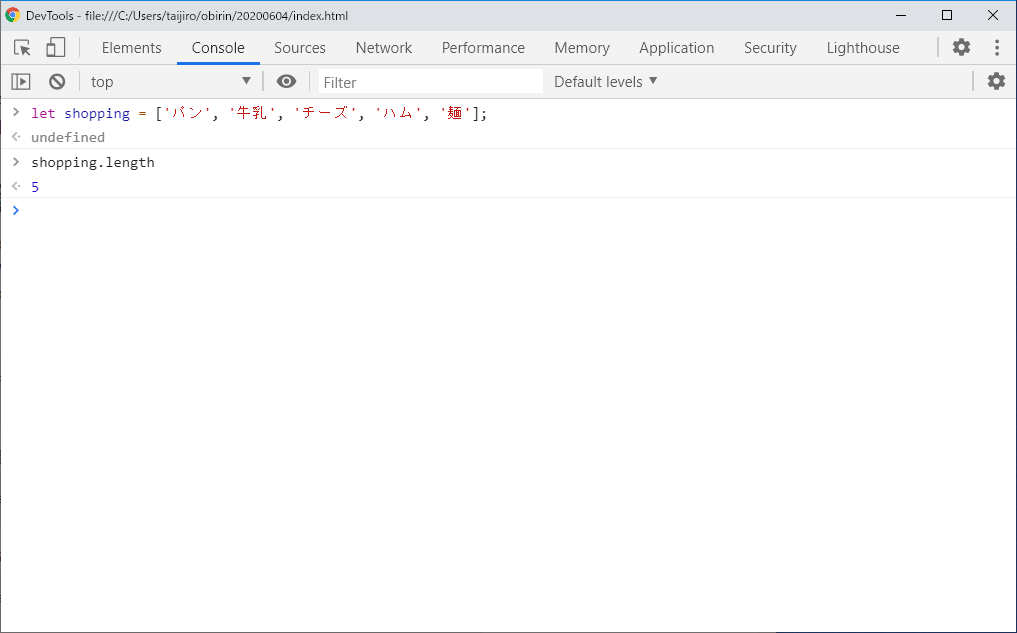 DevTools - file:///C:/Users/taijiro/obirin/20200604/index.html
Elements Console Sources Network Performance Memory Application Security Lighthouse
top Filter Default levels
let shopping = ['パン', '牛乳', 'チーズ', 'ハム', '麺'];
undefined
shopping.length
5